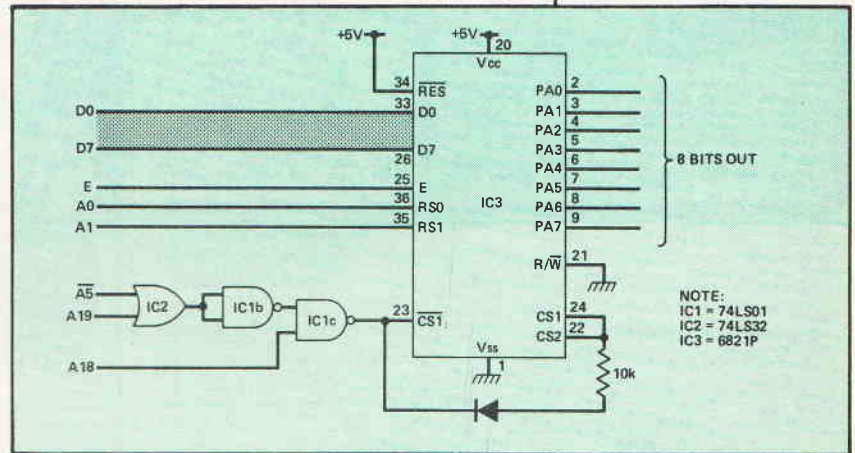 +5V
+5V
20
Vcc
34
RES
33
D0
D0
D7
D7
26
E
25
E
A0
36
RS0
A1
35
RS1
IC3
PA0
2
PA1
3
PA2
4
PA3
5
PA4
6
PA5
7
PA6
8
PA7
9
8 BITS OUT
R/W
21
A5
A19
IC2
IC1b
IC1c
A18
23
CS1
CS1
24
CS2
22
Vss
1
10k
NOTE:
IC1 = 74LS01
IC2 = 74LS32
IC3 = 6821P